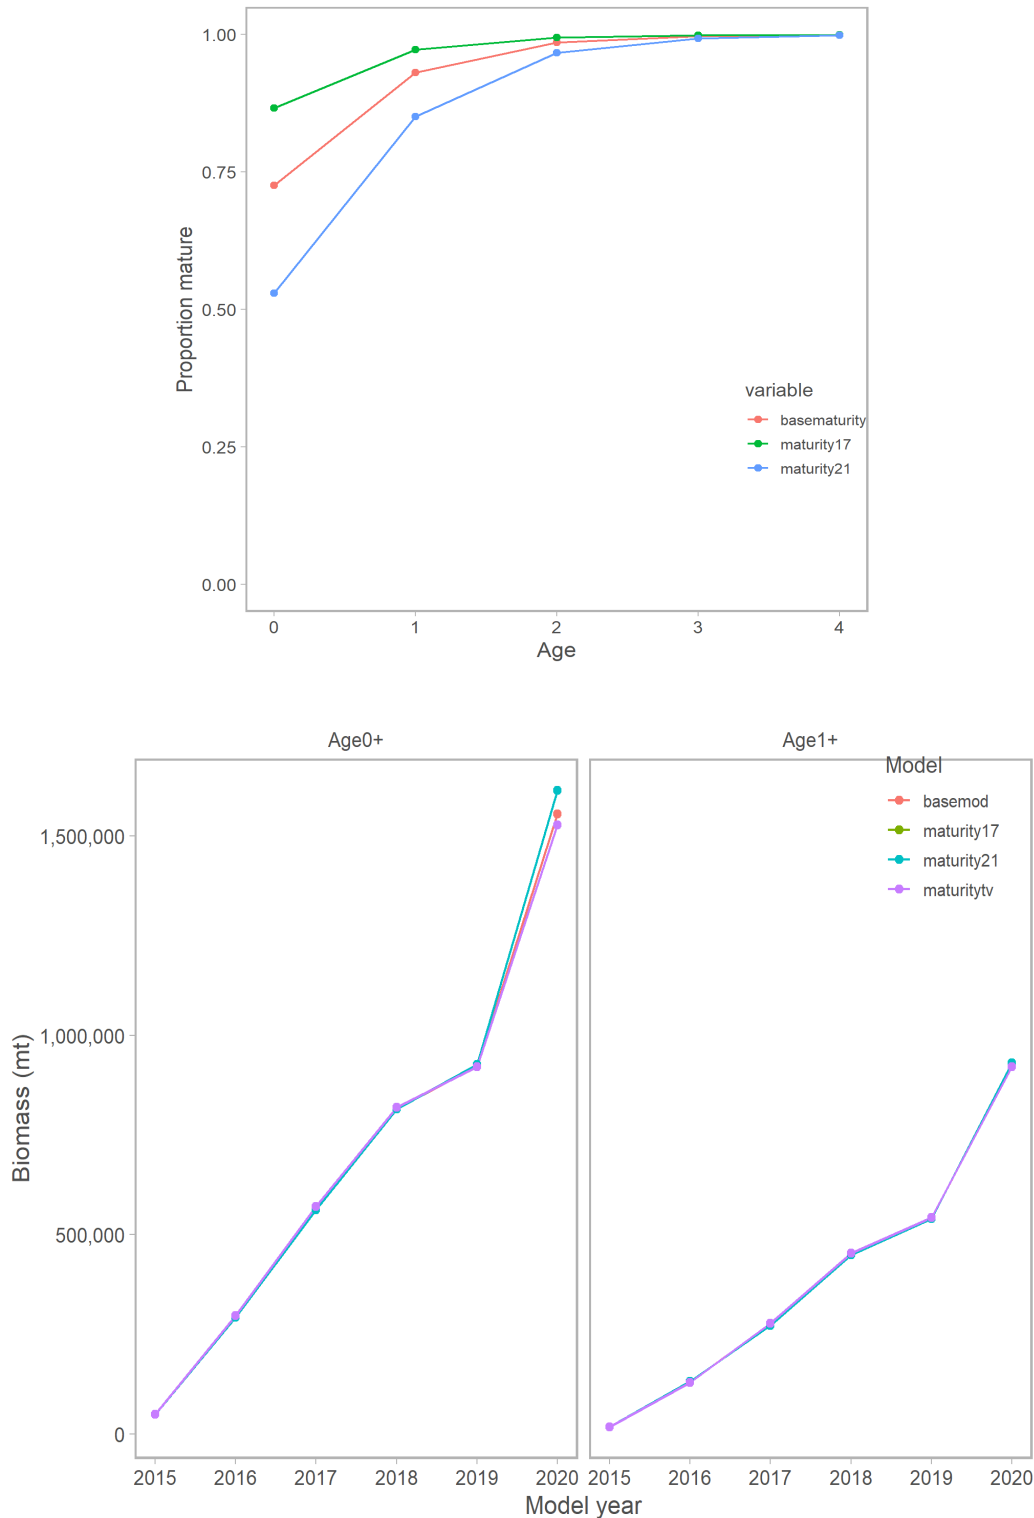 1.00
0.75
0.50
0.25
0.00
Proportion mature
variable
basematurity
maturity17
maturity21
0 1 2 3 4
Age
Age0+ Age1+
Model
basemod
maturity17
maturity21
maturitytv
1,500,000
1,000,000
500,000
0
Biomass (mt)
2015 2016 2017 2018 2019 2020 2015 2016 2017 2018 2019 2020
Model year